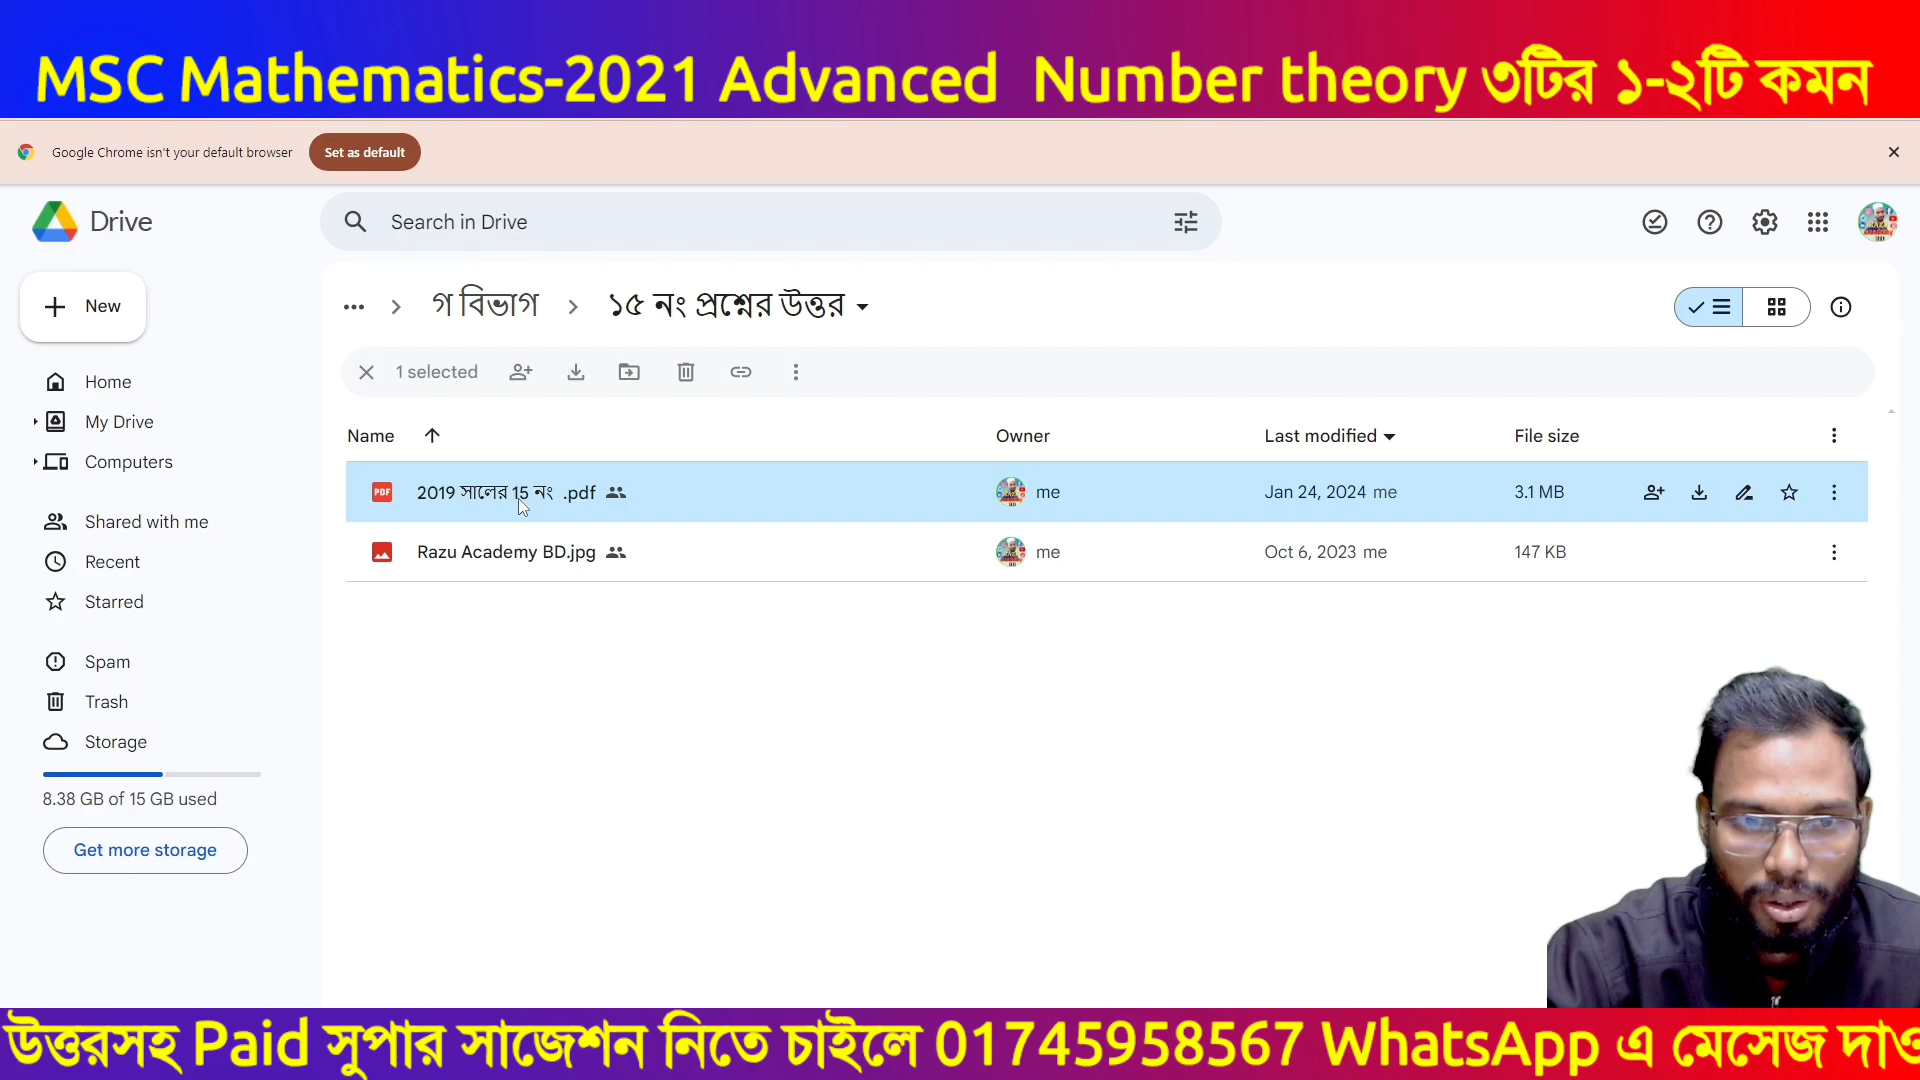 MSC Mathematics-2021 Advanced Number theory ৩টির ১-২টি কমন
Google Chrome isn't your default browser
Set as default
Drive
Search in Drive
New
গ বিভাগ
১৫ নং প্রশ্নের উত্তর
1 selected
Home
My Drive
Computers
Name
Owner
Last modified
File size
2019 সালের 15 নং .pdf
me
Jan 24, 2024 me
3.1 MB
Shared with me
Razu Academy BD.jpg
me
Oct 6, 2023 me
147 KB
Recent
Starred
Spam
Trash
Storage
8.38 GB of 15 GB used
Get more storage
উত্তরসহ Paid সুপার সাজেশন নিতে চাইলে 01745958567 WhatsApp এ মেসেজ দাও